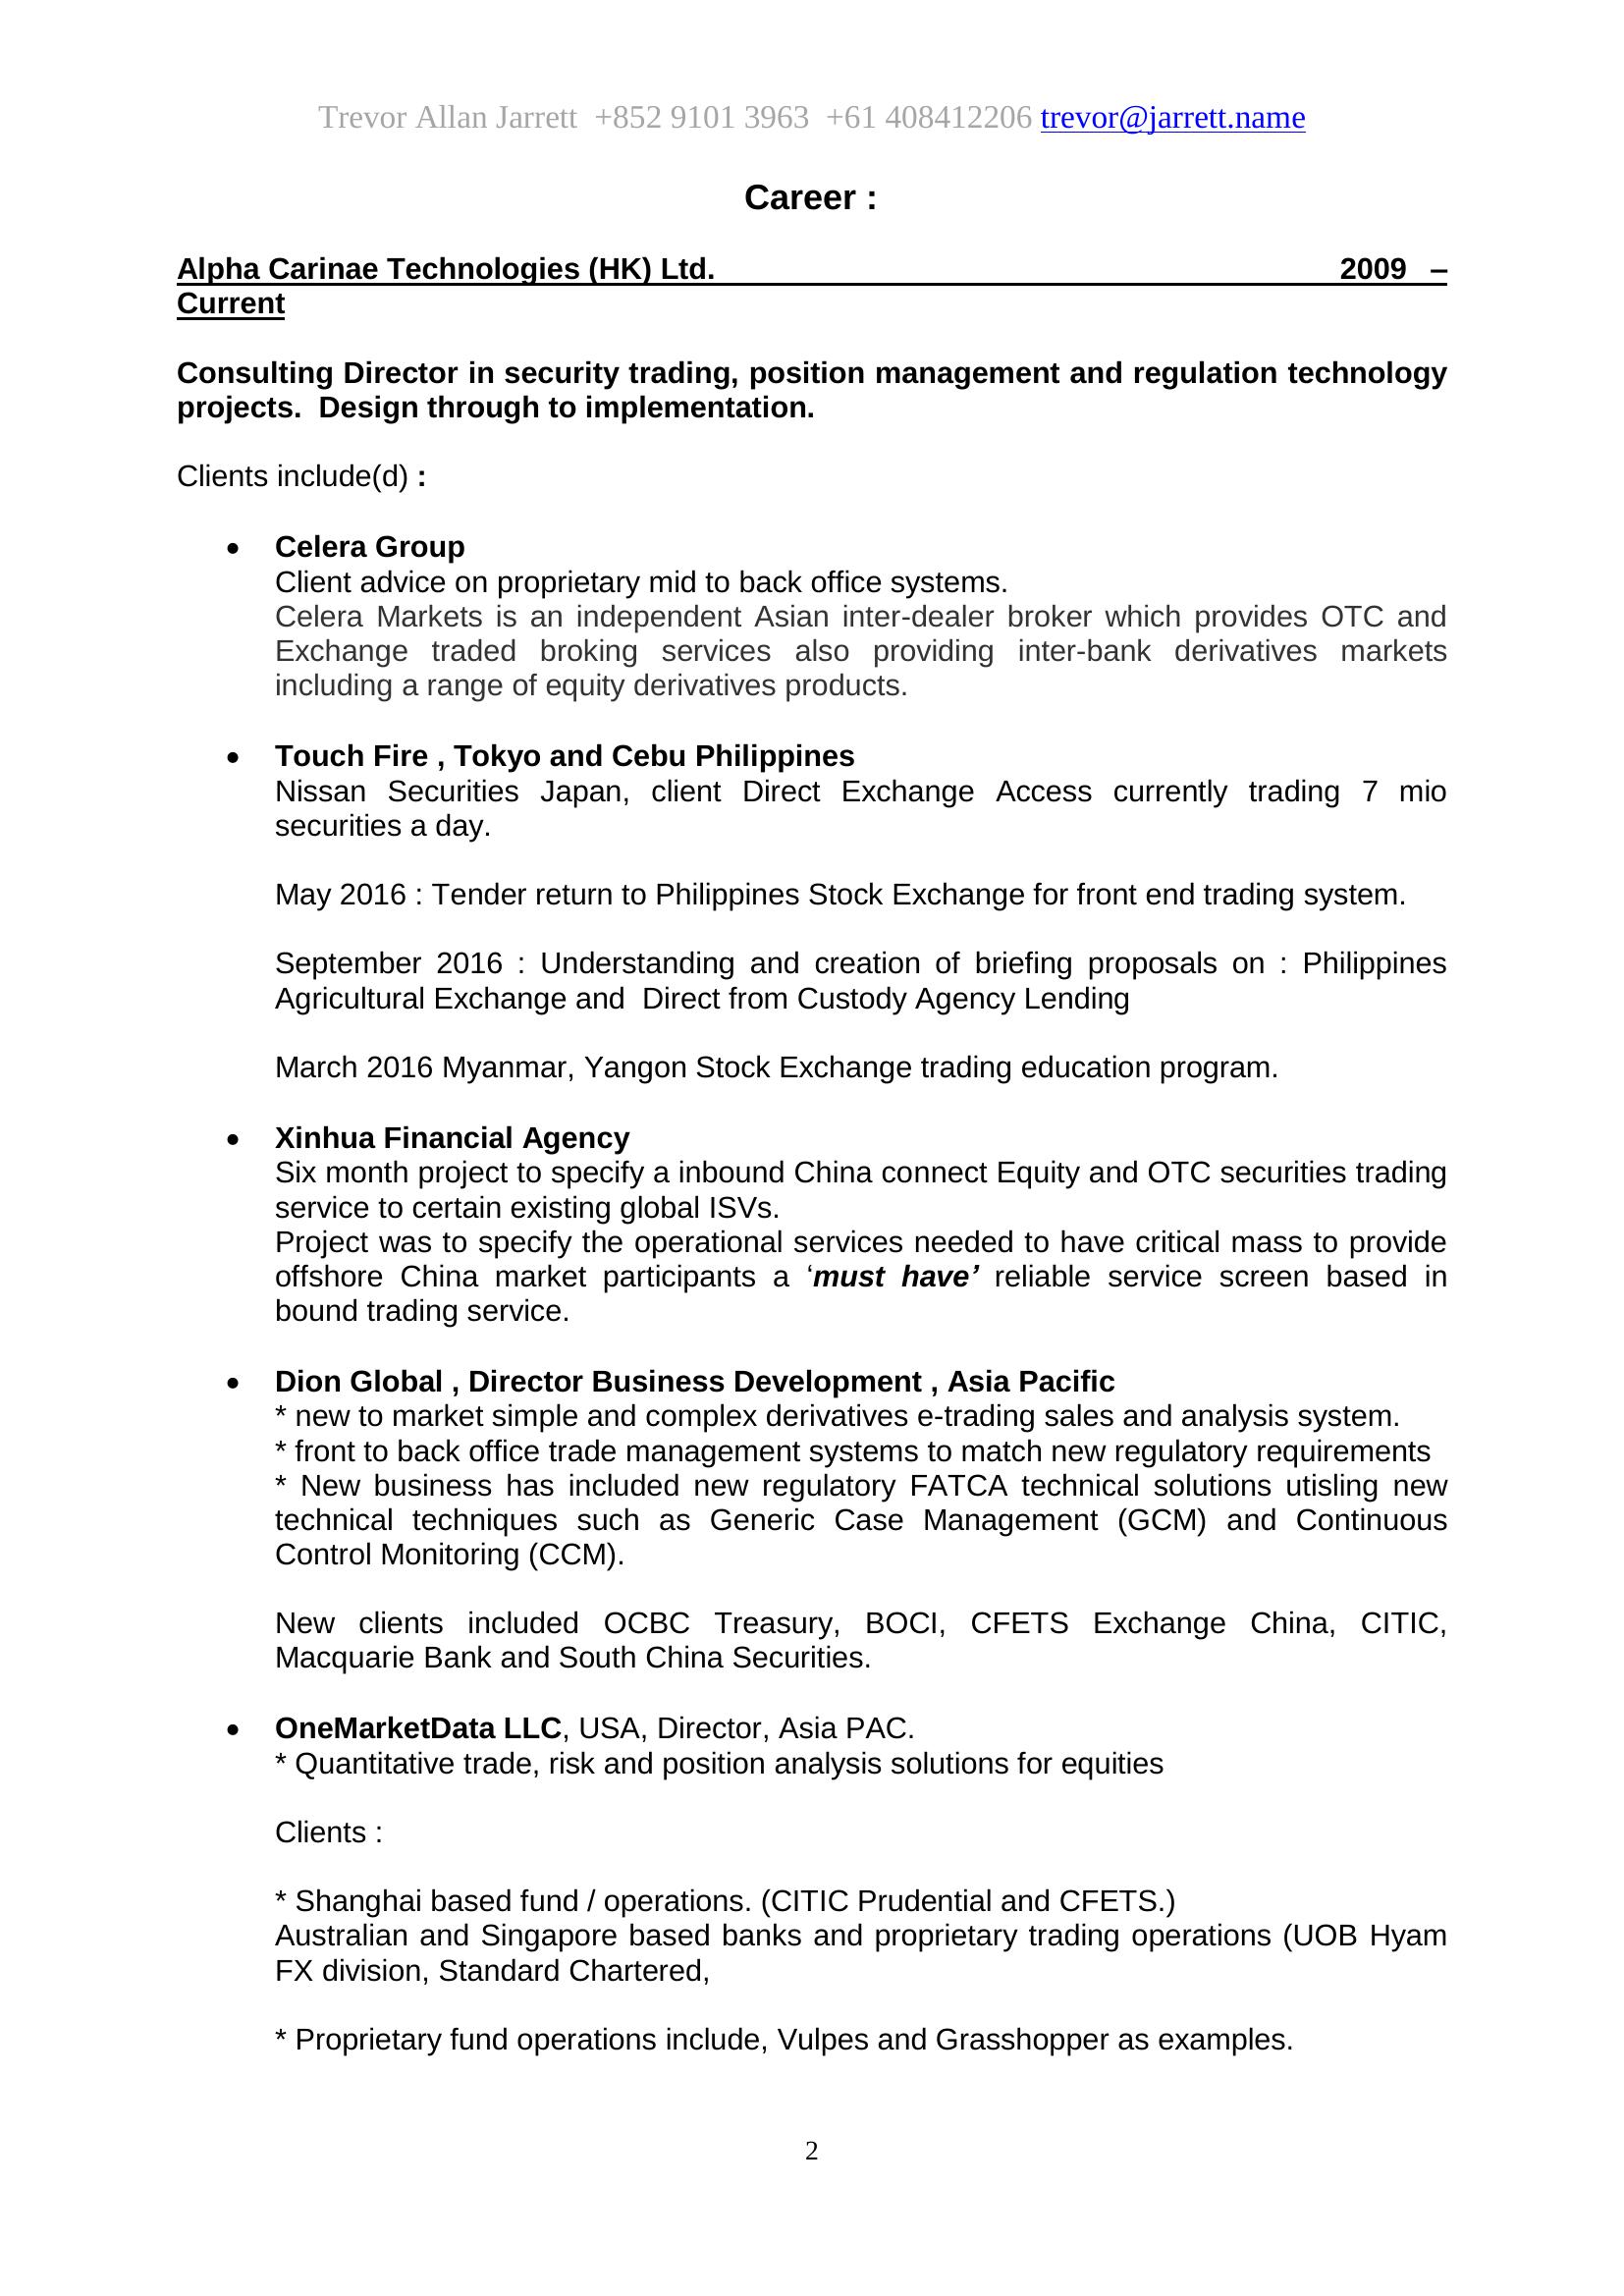 Trevor Allan Jarrett  +852 9101 3963  +61 408412206 trevor@jarrett.name
Career :
Alpha Carinae Technologies (HK) Ltd. 2009 –
Current
Consulting Director in security trading, position management and regulation technology
projects.  Design through to implementation.
Clients include(d) :
• Celera Group
Client advice on proprietary mid to back office systems.
Celera Markets is an independent Asian inter-dealer broker which provides OTC and
Exchange traded broking services also providing inter-bank derivatives markets
including a range of equity derivatives products.
• Touch Fire , Tokyo and Cebu Philippines
Nissan Securities Japan, client Direct Exchange Access currently trading 7 mio
securities a day.
May 2016 : Tender return to Philippines Stock Exchange for front end trading system.
September 2016 : Understanding and creation of briefing proposals on : Philippines
Agricultural Exchange and  Direct from Custody Agency Lending
March 2016 Myanmar, Yangon Stock Exchange trading education program.
• Xinhua Financial Agency
Six month project to specify a inbound China connect Equity and OTC securities trading
service to certain existing global ISVs.
Project was to specify the operational services needed to have critical mass to provide
offshore China market participants a ‘must have’ reliable service screen based in
bound trading service.
• Dion Global , Director Business Development , Asia Pacific
* new to market simple and complex derivatives e-trading sales and analysis system.
* front to back office trade management systems to match new regulatory requirements
* New business has included new regulatory FATCA technical solutions utisling new
technical techniques such as Generic Case Management (GCM) and Continuous
Control Monitoring (CCM).
New clients included OCBC Treasury, BOCI, CFETS Exchange China, CITIC,
Macquarie Bank and South China Securities.
• OneMarketData LLC, USA, Director, Asia PAC.
* Quantitative trade, risk and position analysis solutions for equities
Clients :
* Shanghai based fund / operations. (CITIC Prudential and CFETS.)
Australian and Singapore based banks and proprietary trading operations (UOB Hyam
FX division, Standard Chartered,
* Proprietary fund operations include, Vulpes and Grasshopper as examples.
2